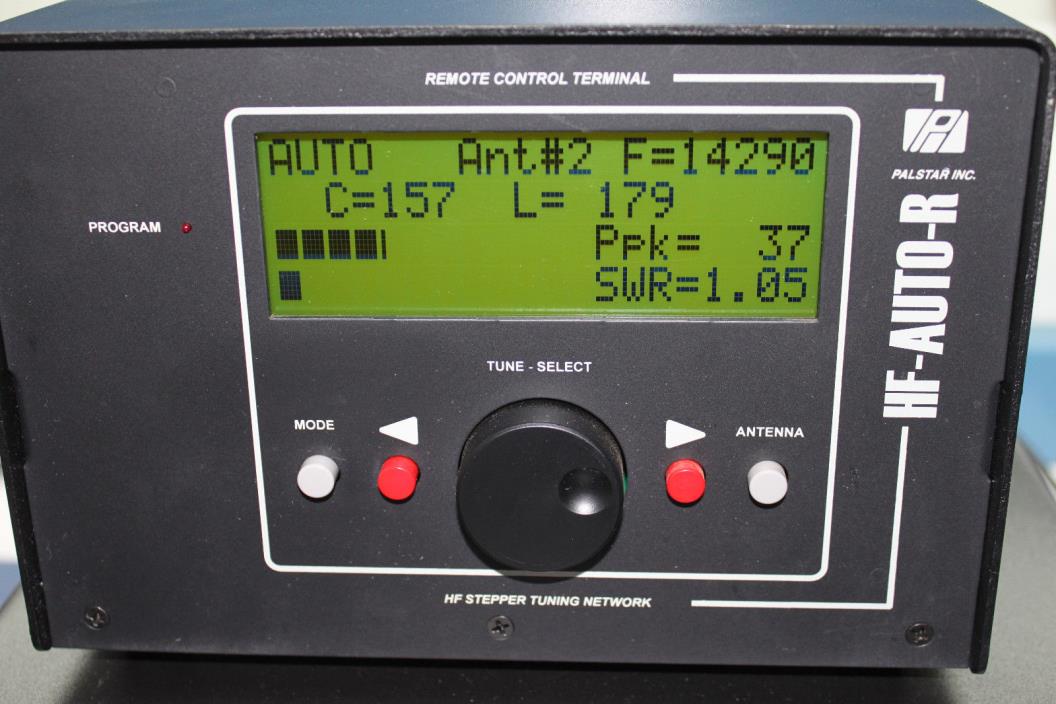 REMOTE CONTROL TERMINAL
PALSTAR INC.
HF-AUTO-R
AUTO Ant#2 F=14290
C=157 L= 179
Ppk= 37
SWR=1.05
PROGRAM
TUNE - SELECT
MODE
ANTENNA
HF STEPPER TUNING NETWORK